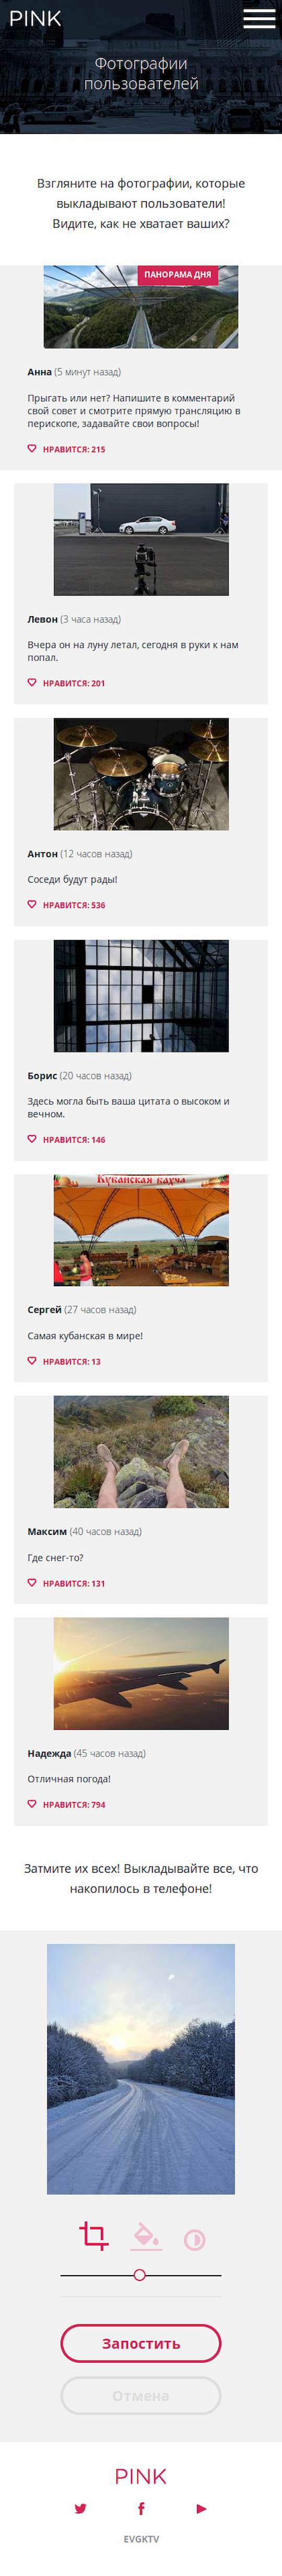 PINK
Фотографии
пользователей
Взгляните на фотографии, которые
выкладывают пользователи!
Видите, как не хватает ваших?
ПАНОРАМА ДНЯ
Анна (5 минут назад)
Прыгать или нет? Напишите в комментарий
свой совет и смотрите прямую трансляцию в
перископе, задавайте свои вопросы!
НРАВИТСЯ: 215
Левон (3 часа назад)
Вчера он на луну летал, сегодня в руки к нам
попал.
НРАВИТСЯ: 201
Антон (12 часов назад)
Соседи будут рады!
НРАВИТСЯ: 536
Борис (20 часов назад)
Здесь могла быть ваша цитата о высоком и
вечном.
НРАВИТСЯ: 146
Кубанская бахча
Сергей (27 часов назад)
Самая кубанская в мире!
НРАВИТСЯ: 13
Максим (40 часов назад)
Где снег-то?
НРАВИТСЯ: 131
Надежда (45 часов назад)
Отличная погода!
НРАВИТСЯ: 794
Затмите их всех! Выкладывайте все, что
накопилось в телефоне!
Запостить
Отмена
PINK
EVGKTV